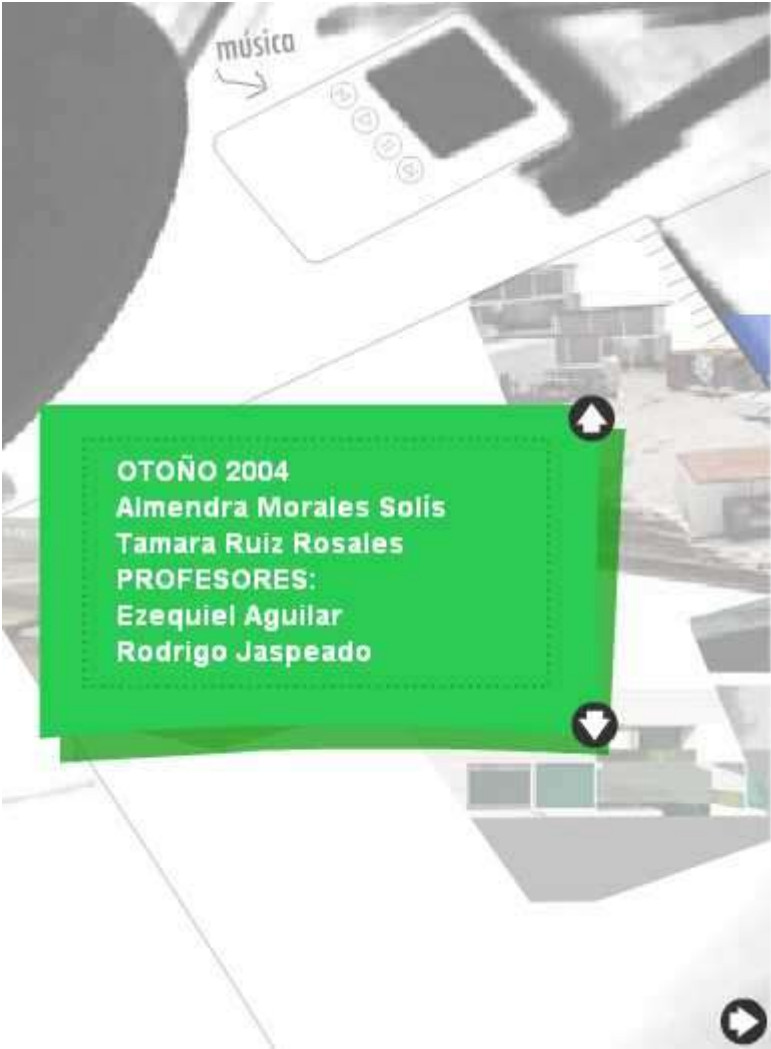 música
OTOÑO 2004
Almendra Morales Solís
Tamara Ruiz Rosales
PROFESORES:
Ezequiel Aguilar
Rodrigo Jaspeado